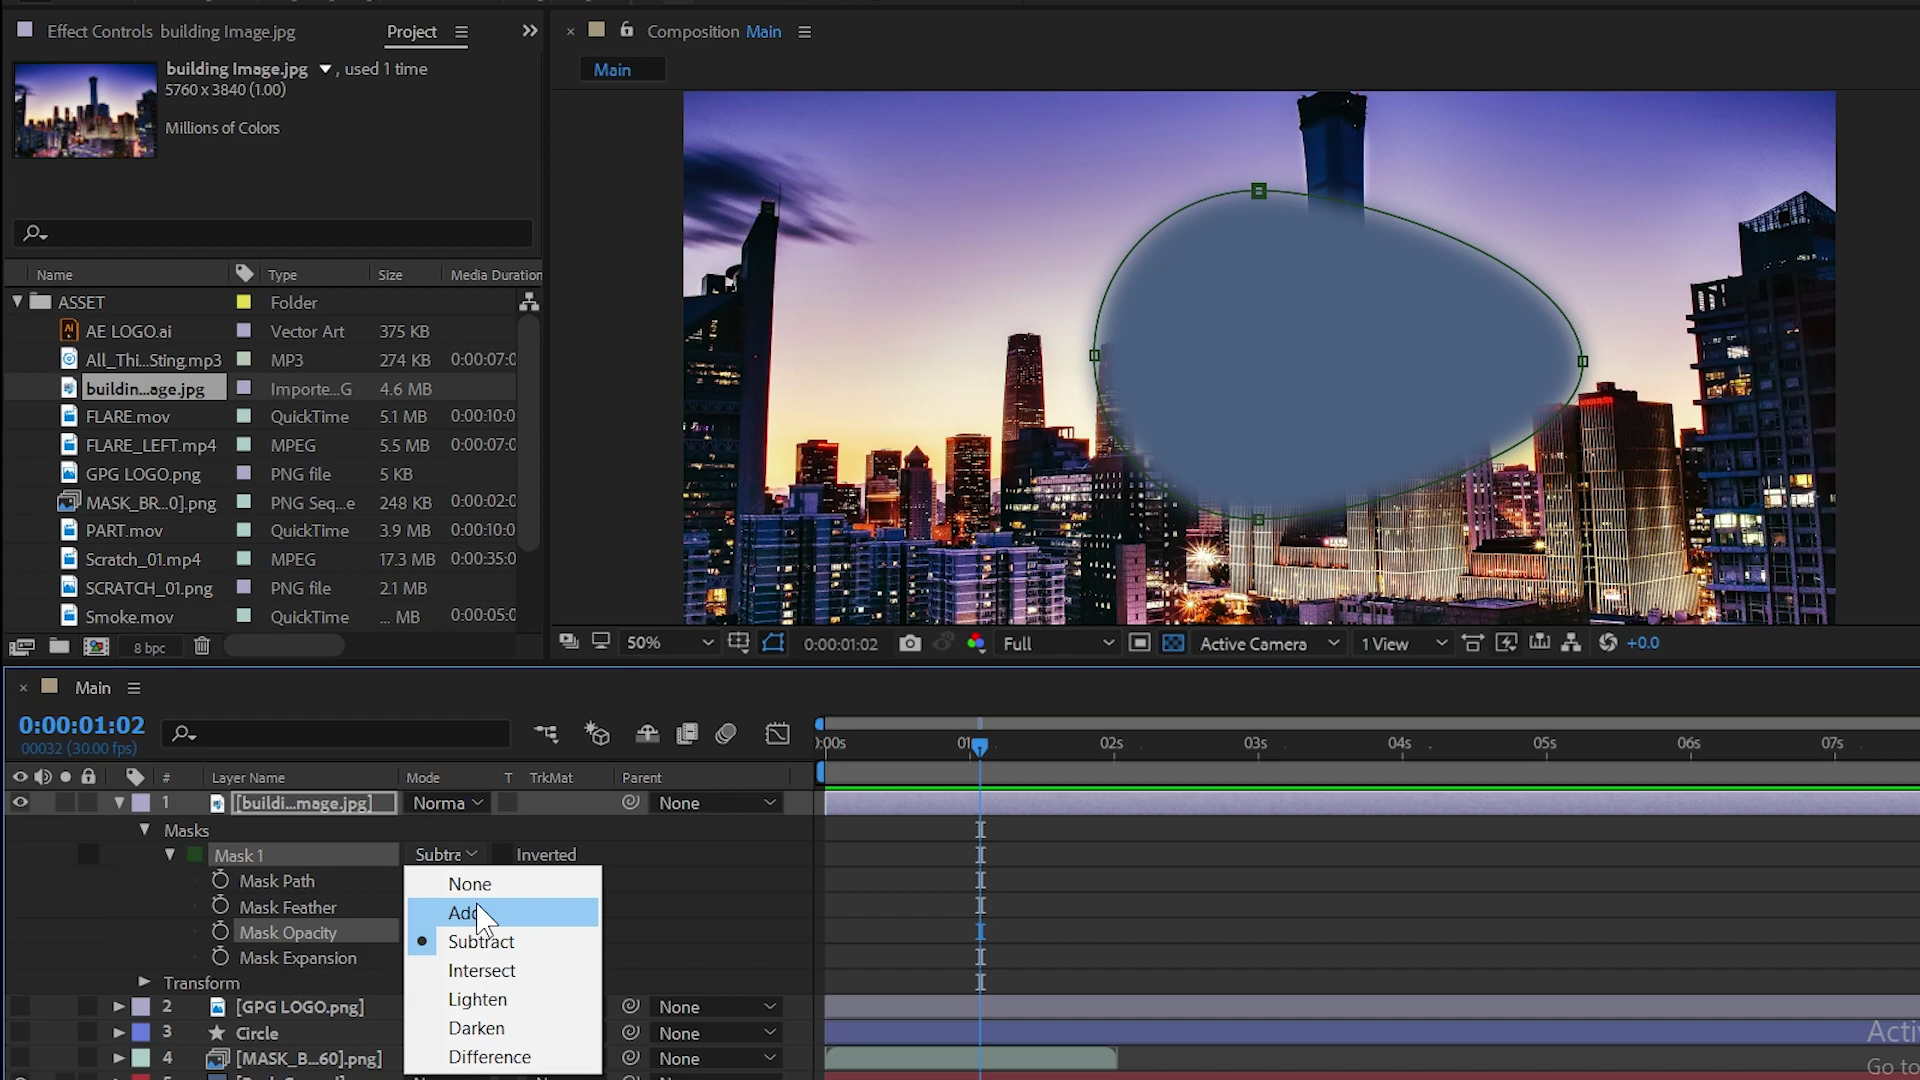 Effect Controls building Image.jpg
Project
building Image.jpg , used 1 time
5760 x 3840 (1.00)
Millions of Colors
Name Type Size Media Duration
ASSET Folder
AE LOGO.ai Vector Art 375 KB
All_Thi...Sting.mp3 MP3 274 KB 0:00:07:0
buildin...age.jpg Importe...G 4.6 MB
FLARE.mov QuickTime 5.1 MB 0:00:10:0
FLARE_LEFT.mp4 MPEG 5.5 MB 0:00:07:0
GPG LOGO.png PNG file 5 KB
MASK_BR...0].png PNG Seq...e 248 KB 0:00:02:0
PART.mov QuickTime 3.9 MB 0:00:10:0
Scratch_01.mp4 MPEG 17.3 MB 0:00:35:0
SCRATCH_01.png PNG file 2.1 MB
Smoke.mov QuickTime ... MB 0:00:05:0
8 bpc
Composition Main
Main
50% 0:00:01:02 Full Active Camera 1 View +0.0
Main
0:00:01:02
00032 (30.00 fps)
:00s 01 02s 03s 04s 05s 06s 07s
# Layer Name Mode T TrkMat Parent
1 [buildi...mage.jpg] Norma None
Masks
Mask 1 Subtra Inverted
Mask Path
Mask Feather
Mask Opacity
Mask Expansion
Transform
None
Add
Subtract
Intersect
Lighten
Darken
Difference
2 [GPG LOGO.png] None
3 Circle None
4 [MASK_B...60].png] None
Activ
Go to